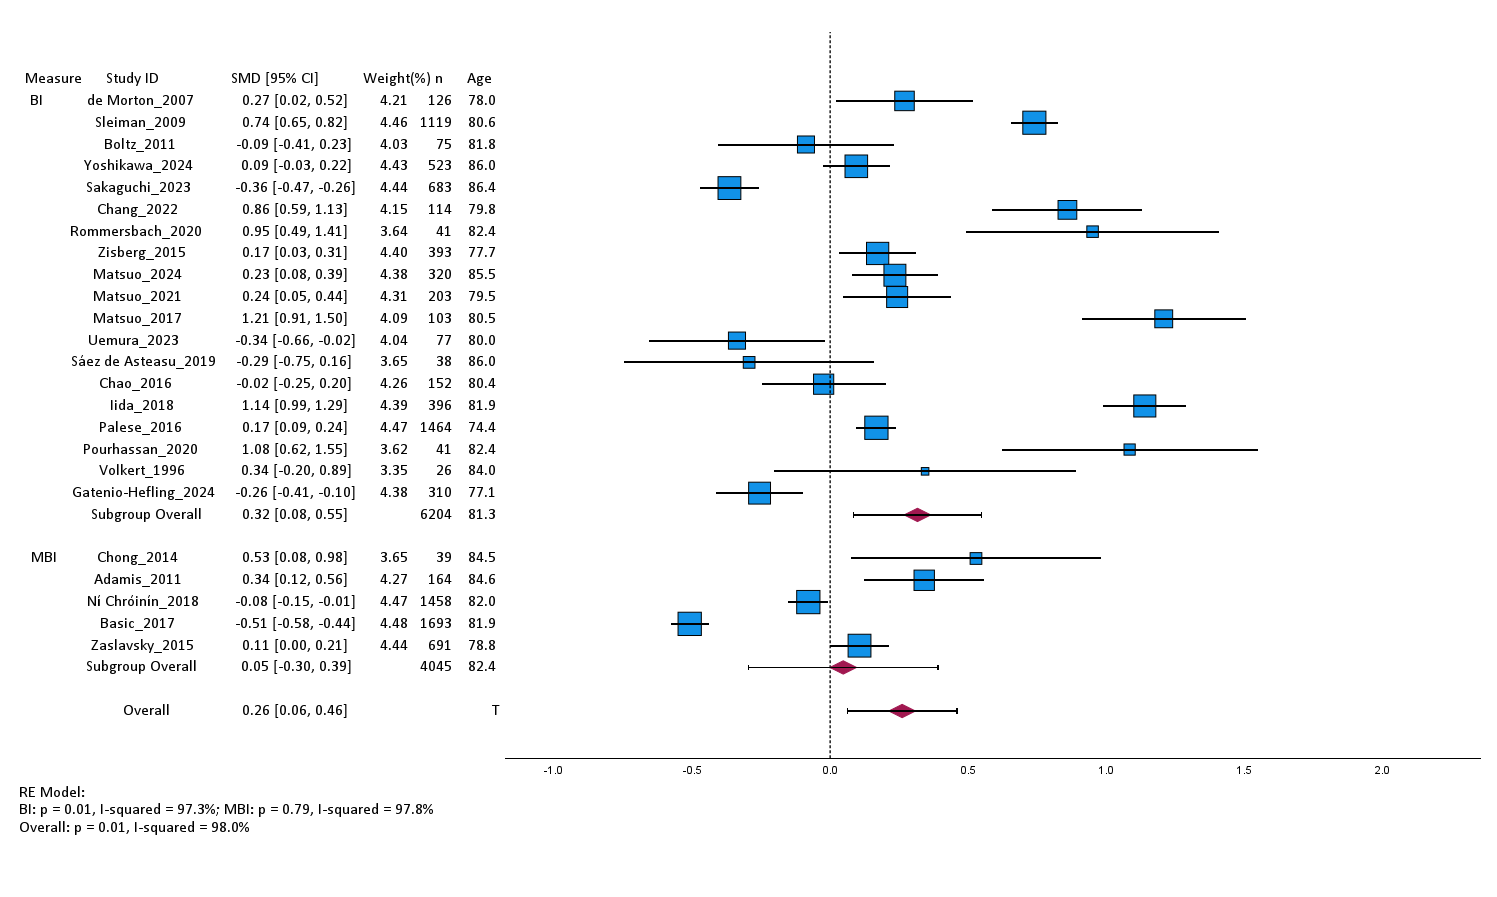 Measure Study ID SMD [95% CI] Weight(%) n Age
BI de Morton_2007 0.27 [0.02, 0.52] 4.21 126 78.0
Sleiman_2009 0.74 [0.65, 0.82] 4.46 1119 80.6
Boltz_2011 -0.09 [-0.41, 0.23] 4.03 75 81.8
Yoshikawa_2024 0.09 [-0.03, 0.22] 4.43 523 86.0
Sakaguchi_2023 -0.36 [-0.47, -0.26] 4.44 683 86.4
Chang_2022 0.86 [0.59, 1.13] 4.15 114 79.8
Rommersbach_2020 0.95 [0.49, 1.41] 3.64 41 82.4
Zisberg_2015 0.17 [0.03, 0.31] 4.40 393 77.7
Matsuo_2024 0.23 [0.08, 0.39] 4.38 320 85.5
Matsuo_2021 0.24 [0.05, 0.44] 4.31 203 79.5
Matsuo_2017 1.21 [0.91, 1.50] 4.09 103 80.5
Uemura_2023 -0.34 [-0.66, -0.02] 4.04 77 80.0
Sáez de Asteasu_2019 -0.29 [-0.75, 0.16] 3.65 38 86.0
Chao_2016 -0.02 [-0.25, 0.20] 4.26 152 80.4
Iida_2018 1.14 [0.99, 1.29] 4.39 396 81.9
Palese_2016 0.17 [0.09, 0.24] 4.47 1464 74.4
Pourhassan_2020 1.08 [0.62, 1.55] 3.62 41 82.4
Volkert_1996 0.34 [-0.20, 0.89] 3.35 26 84.0
Gatenio-Hefling_2024 -0.26 [-0.41, -0.10] 4.38 310 77.1
Subgroup Overall 0.32 [0.08, 0.55] 6204 81.3
MBI Chong_2014 0.53 [0.08, 0.98] 3.65 39 84.5
Adamis_2011 0.34 [0.12, 0.56] 4.27 164 84.6
Ní Chróinín_2018 -0.08 [-0.15, -0.01] 4.47 1458 82.0
Basic_2017 -0.51 [-0.58, -0.44] 4.48 1693 81.9
Zaslavsky_2015 0.11 [0.00, 0.21] 4.44 691 78.8
Subgroup Overall 0.05 [-0.30, 0.39] 4045 82.4
Overall 0.26 [0.06, 0.46] T
-1.0 -0.5 0.0 0.5 1.0 1.5 2.0
RE Model:
BI: p = 0.01, I-squared = 97.3%; MBI: p = 0.79, I-squared = 97.8%
Overall: p = 0.01, I-squared = 98.0%